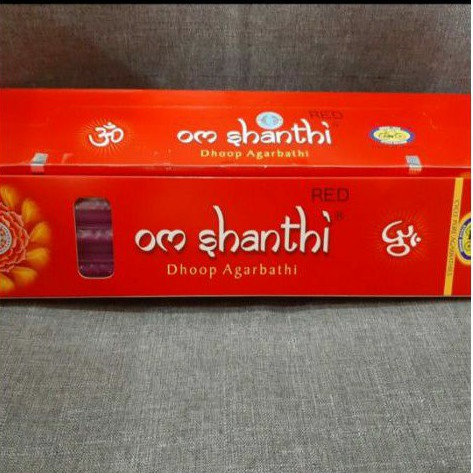 ॐ
RED
om shanthi®
Dhoop Agarbathi
RED
om shanthi®
Dhoop Agarbathi
ॐ